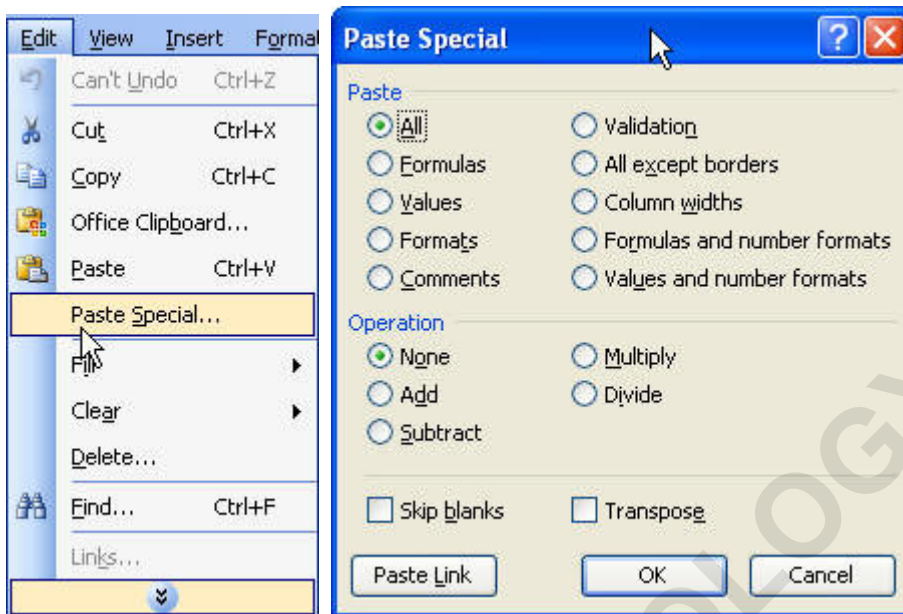 Edit View Insert Format
Can't Undo Ctrl+Z
Cut Ctrl+X
Copy Ctrl+C
Office Clipboard...
Paste Ctrl+V
Paste Special...
Fill
Clear
Delete...
Find... Ctrl+F
Links...
Paste Special
Paste
All Validation
Formulas All except borders
Values Column widths
Formats Formulas and number formats
Comments Values and number formats
Operation
None Multiply
Add Divide
Subtract
Skip blanks Transpose
Paste Link OK Cancel
OLOGY